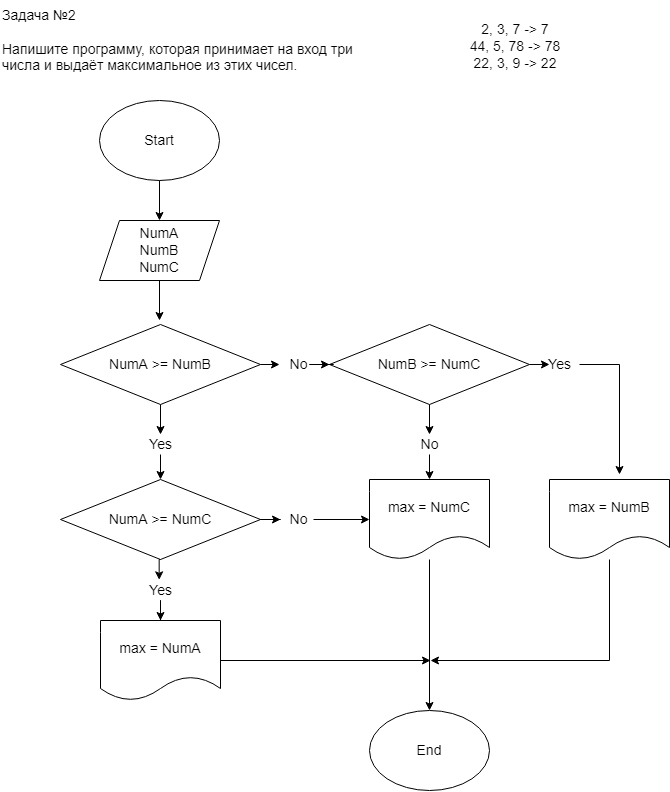 Задача №2
Напишите программу, которая принимает на вход три
числа и выдаёт максимальное из этих чисел.
2, 3, 7 -> 7
44, 5, 78 -> 78
22, 3, 9 -> 22
Start
NumA
NumB
NumC
NumA >= NumB
No
NumB >= NumC
Yes
Yes
No
NumA >= NumC
No
max = NumC
max = NumB
Yes
max = NumA
End